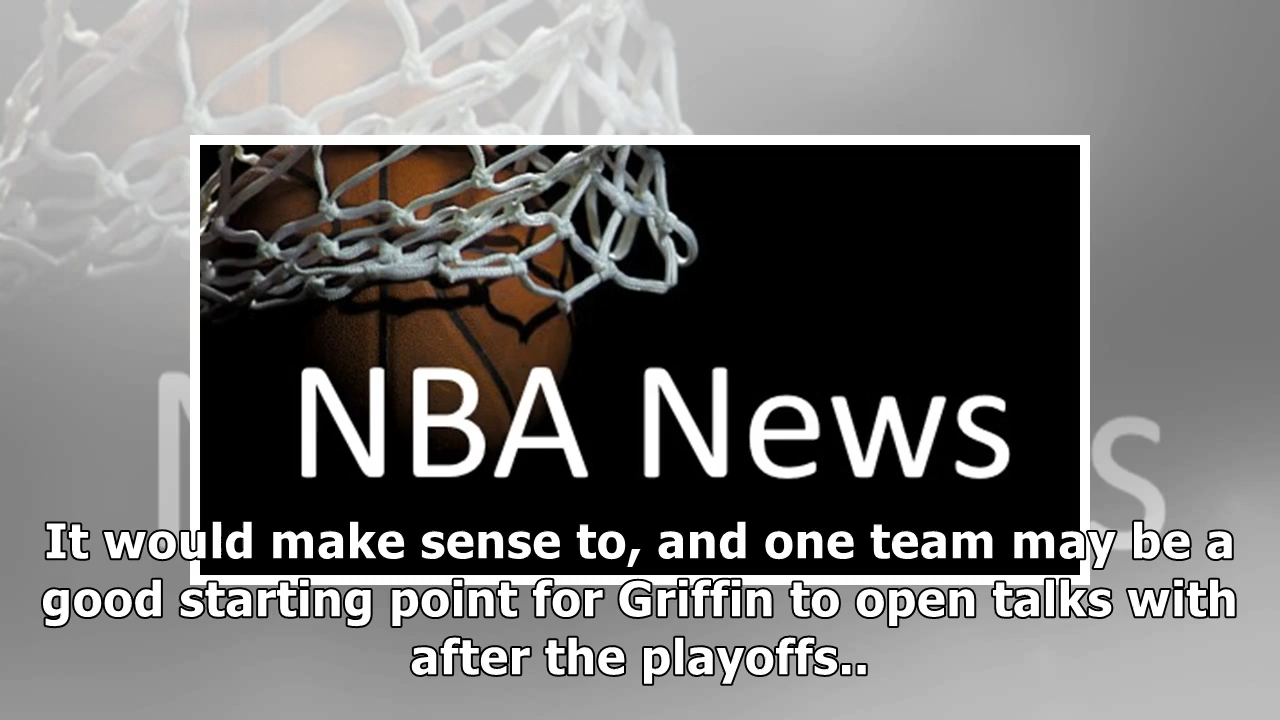 NBA News
It would make sense to, and one team may be a
good starting point for Griffin to open talks with
after the playoffs..